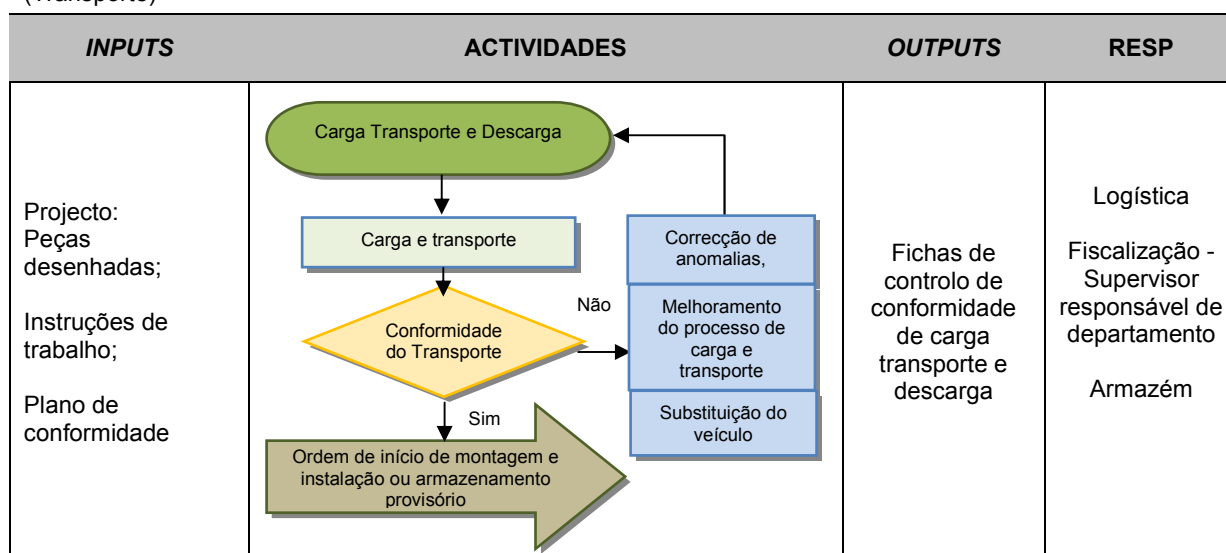 (Transporte)
INPUTS
ACTIVIDADES
OUTPUTS
RESP
Projecto:
Peças
desenhadas;
Instruções de
trabalho;
Plano de
conformidade
Carga Transporte e Descarga
Carga e transporte
Conformidade
do Transporte
Não
Sim
Correcção de
anomalias,
Melhoramento
do processo de
carga e
transporte
Substituição do
veículo
Ordem de início de montagem e
instalação ou armazenamento
provisório
Fichas de
controlo de
conformidade
de carga
transporte e
descarga
Logística
Fiscalização -
Supervisor
responsável de
departamento
Armazém